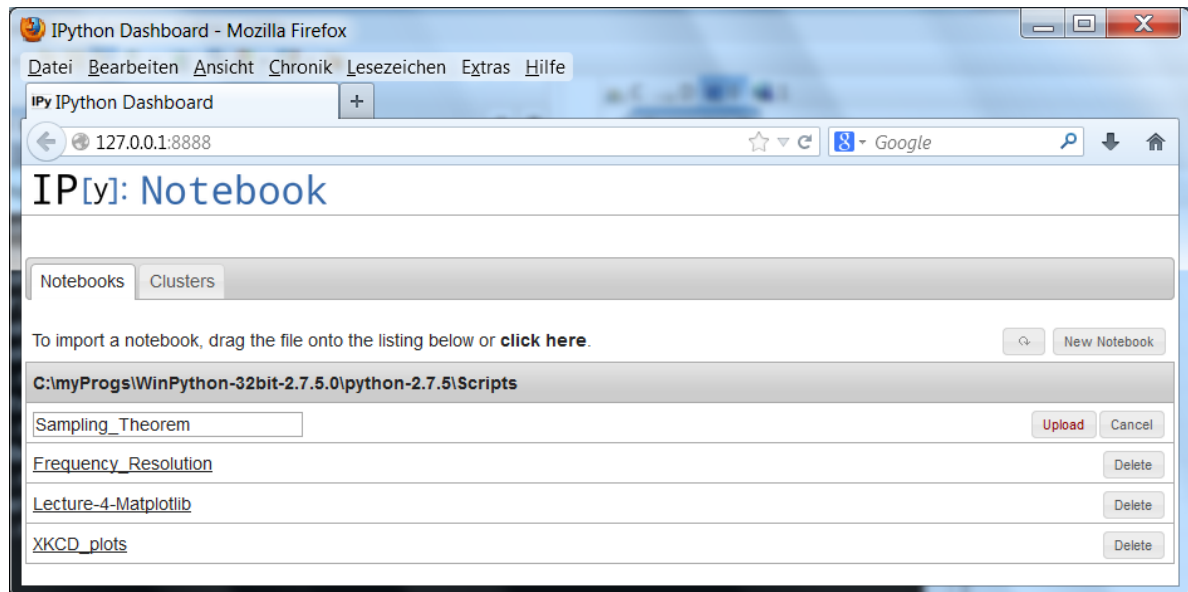 IPython Dashboard - Mozilla Firefox
Datei Bearbeiten Ansicht Chronik Lesezeichen Extras Hilfe
IPy IPython Dashboard +
127.0.0.1:8888 8 Google
IP[y]: Notebook
Notebooks Clusters
To import a notebook, drag the file onto the listing below or click here. New Notebook
C:\myProgs\WinPython-32bit-2.7.5.0\python-2.7.5\Scripts
Sampling_Theorem Upload Cancel
Frequency_Resolution Delete
Lecture-4-Matplotlib Delete
XKCD_plots Delete